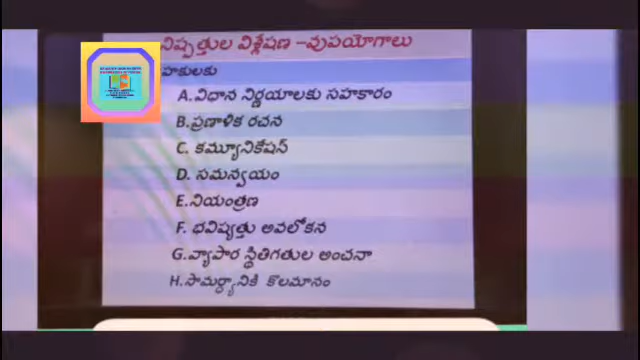 నిష్పత్తుల విశ్లేషణ –వుపయోగాలు
హకులకు
A.విధాన నిర్ణయాలకు సహకారం
B.ప్రణాళిక రచన
C. కమ్యూనికేషన్
D. సమన్వయం
E.నియంత్రణ
F. భవిష్యత్తు అవలోకన
G.వ్యాపార స్థితిగతుల అంచనా
H.సామర్ధ్యానికి కొలమానం